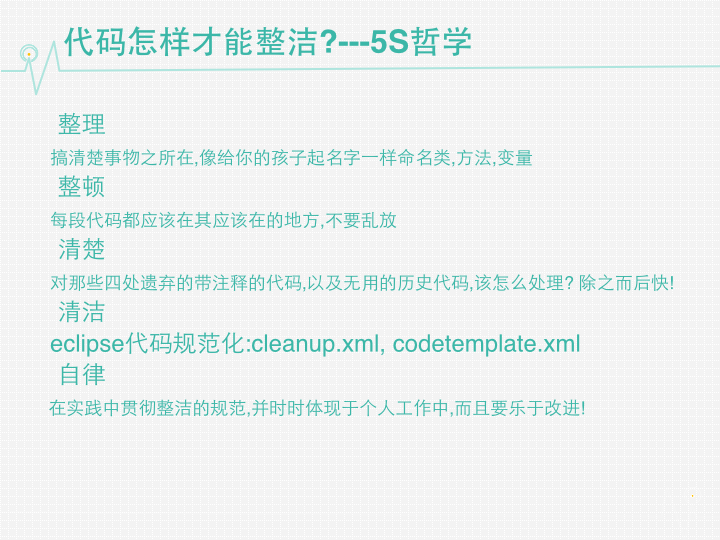 代码怎样才能整洁?---5S哲学
整理
搞清楚事物之所在,像给你的孩子起名字一样命名类,方法,变量
整顿
每段代码都应该在其应该在的地方,不要乱放
清楚
对那些四处遗弃的带注释的代码,以及无用的历史代码,该怎么处理? 除之而后快!
清洁
eclipse代码规范化:cleanup.xml, codetemplate.xml
自律
在实践中贯彻整洁的规范,并时时体现于个人工作中,而且要乐于改进!